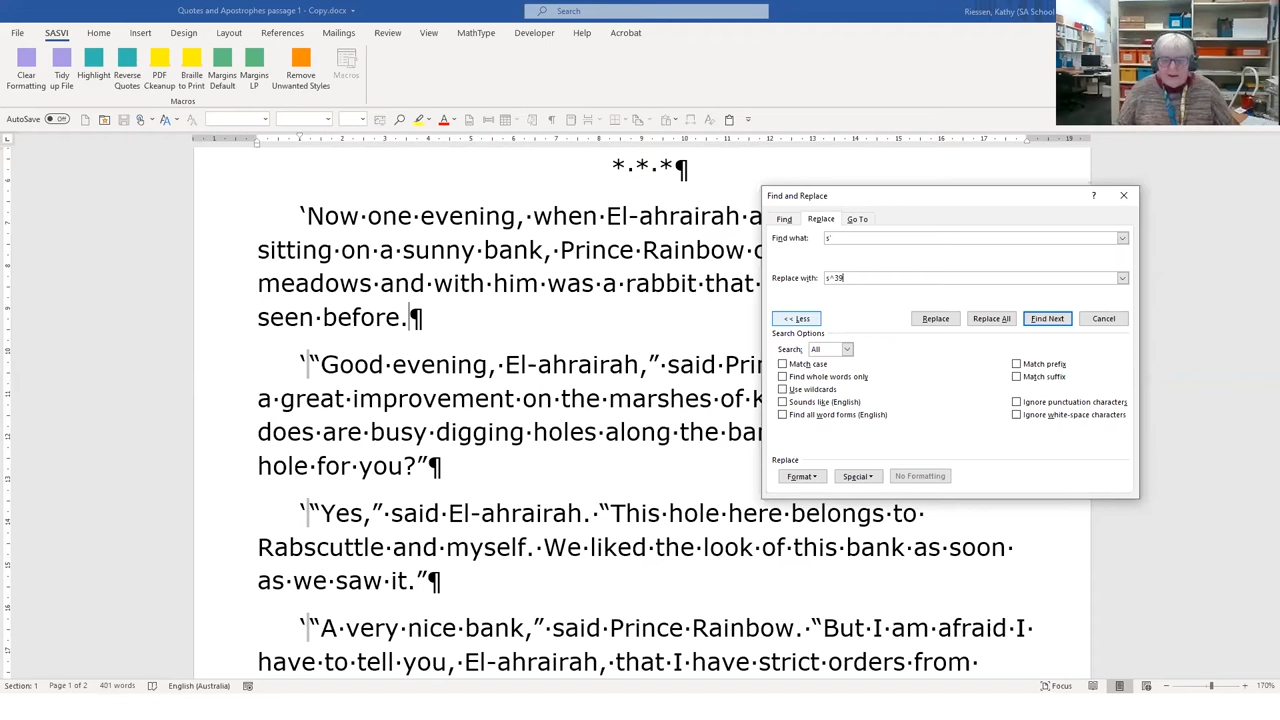 Quotes and Apostrophes passage 1 - Copy.docx
Search
Riessen, Kathy (SA School
File SASVI Home Insert Design Layout References Mailings Review View MathType Developer Help Acrobat
Clear Formatting
Tidy up File
Highlight
Reverse Quotes
PDF Cleanup
Braille to Print
Margins Default
Margins LP
Remove Unwanted Styles
Macros
Macros
AutoSave Off
*·*·*¶
‘Now·one·evening,·when·El-ahrairah·a
sitting·on·a·sunny·bank,·Prince·Rainbow·
meadows·and·with·him·was·a·rabbit·that·
seen·before.¶
‘“Good·evening,·El-ahrairah,”·said·Prin
a·great·improvement·on·the·marshes·of·K
does·are·busy·digging·holes·along·the·ban
hole·for·you?”¶
‘“Yes,”·said·El-ahrairah.·“This·hole·here·belongs·to·
Rabscuttle·and·myself.·We·liked·the·look·of·this·bank·as·soon·
as·we·saw·it.”¶
‘“A·very·nice·bank,”·said·Prince·Rainbow.·“But·I·am·afraid·I·
have·to·tell·you,·El-ahrairah,·that·I·have·strict·orders·from·
Find and Replace
Find Replace Go To
Find what: s'
Replace with: s^39
<< Less Replace Replace All Find Next Cancel
Search Options
Search: All
Match case Match prefix
Find whole words only Match suffix
Use wildcards
Sounds like (English) Ignore punctuation characters
Find all word forms (English) Ignore white-space characters
Replace
Format Special No Formatting
Section: 1 Page 1 of 2 401 words English (Australia) Focus 170%